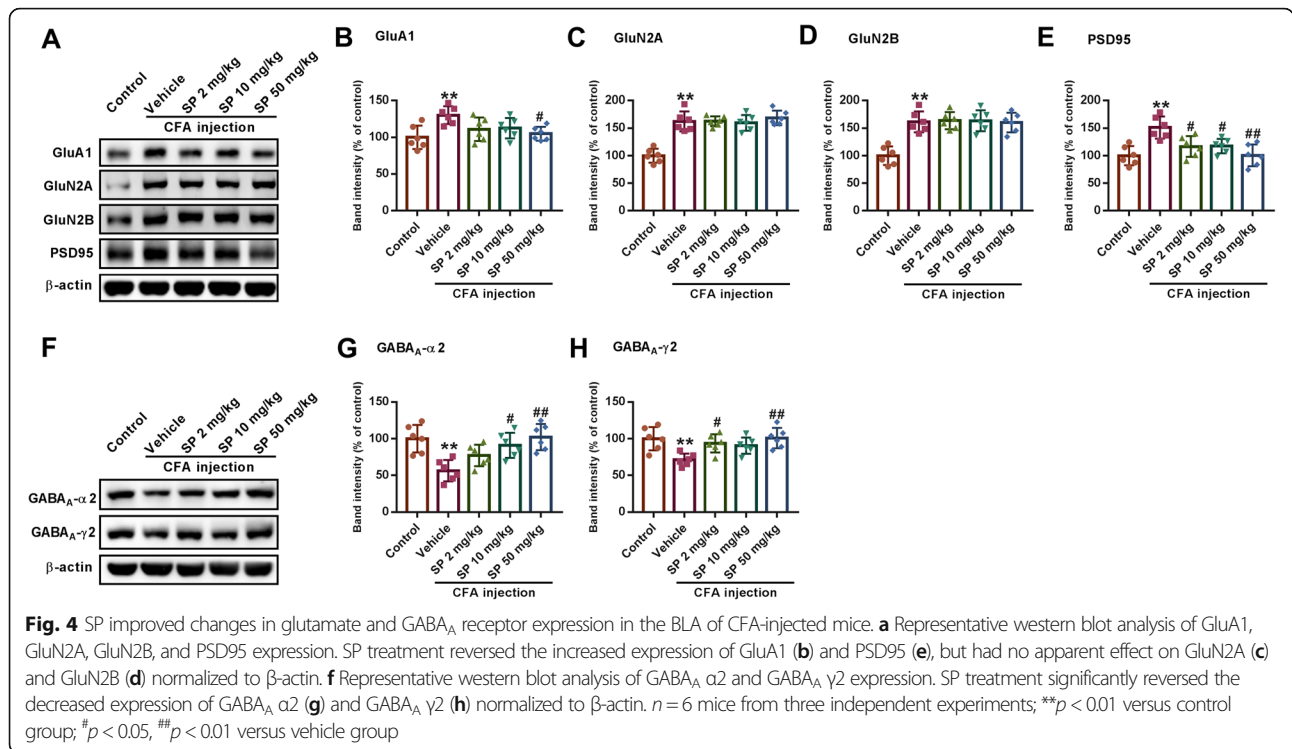 A
Control
Vehicle
SP 2 mg/kg
SP 10 mg/kg
SP 50 mg/kg
CFA injection
GluA1
GluN2A
GluN2B
PSD95
β-actin
B GluA1
Band intensity (% of control)
150
100
50
0
**
#
Control
Vehicle
SP 2 mg/kg
SP 10 mg/kg
SP 50 mg/kg
CFA injection
C GluN2A
Band intensity (% of control)
200
150
100
50
0
**
Control
Vehicle
SP 2 mg/kg
SP 10 mg/kg
SP 50 mg/kg
CFA injection
D GluN2B
Band intensity (% of control)
200
150
100
50
0
**
Control
Vehicle
SP 2 mg/kg
SP 10 mg/kg
SP 50 mg/kg
CFA injection
E PSD95
Band intensity (% of control)
200
150
100
50
0
**
#
#
##
Control
Vehicle
SP 2 mg/kg
SP 10 mg/kg
SP 50 mg/kg
CFA injection
F
Control
Vehicle
SP 2 mg/kg
SP 10 mg/kg
SP 50 mg/kg
CFA injection
GABAA-α2
GABAA-γ2
β-actin
G GABAA-α2
Band intensity (% of control)
150
100
50
0
**
#
##
Control
Vehicle
SP 2 mg/kg
SP 10 mg/kg
SP 50 mg/kg
CFA injection
H GABAA-γ2
Band intensity (% of control)
150
100
50
0
**
#
##
Control
Vehicle
SP 2 mg/kg
SP 10 mg/kg
SP 50 mg/kg
CFA injection
Fig. 4 SP improved changes in glutamate and GABAA receptor expression in the BLA of CFA-injected mice. a Representative western blot analysis of GluA1,
GluN2A, GluN2B, and PSD95 expression. SP treatment reversed the increased expression of GluA1 (b) and PSD95 (e), but had no apparent effect on GluN2A (c)
and GluN2B (d) normalized to β-actin. f Representative western blot analysis of GABAA α2 and GABAA γ2 expression. SP treatment significantly reversed the
decreased expression of GABAA α2 (g) and GABAA γ2 (h) normalized to β-actin. n = 6 mice from three independent experiments; **p < 0.01 versus control
group; #p < 0.05, ##p < 0.01 versus vehicle group